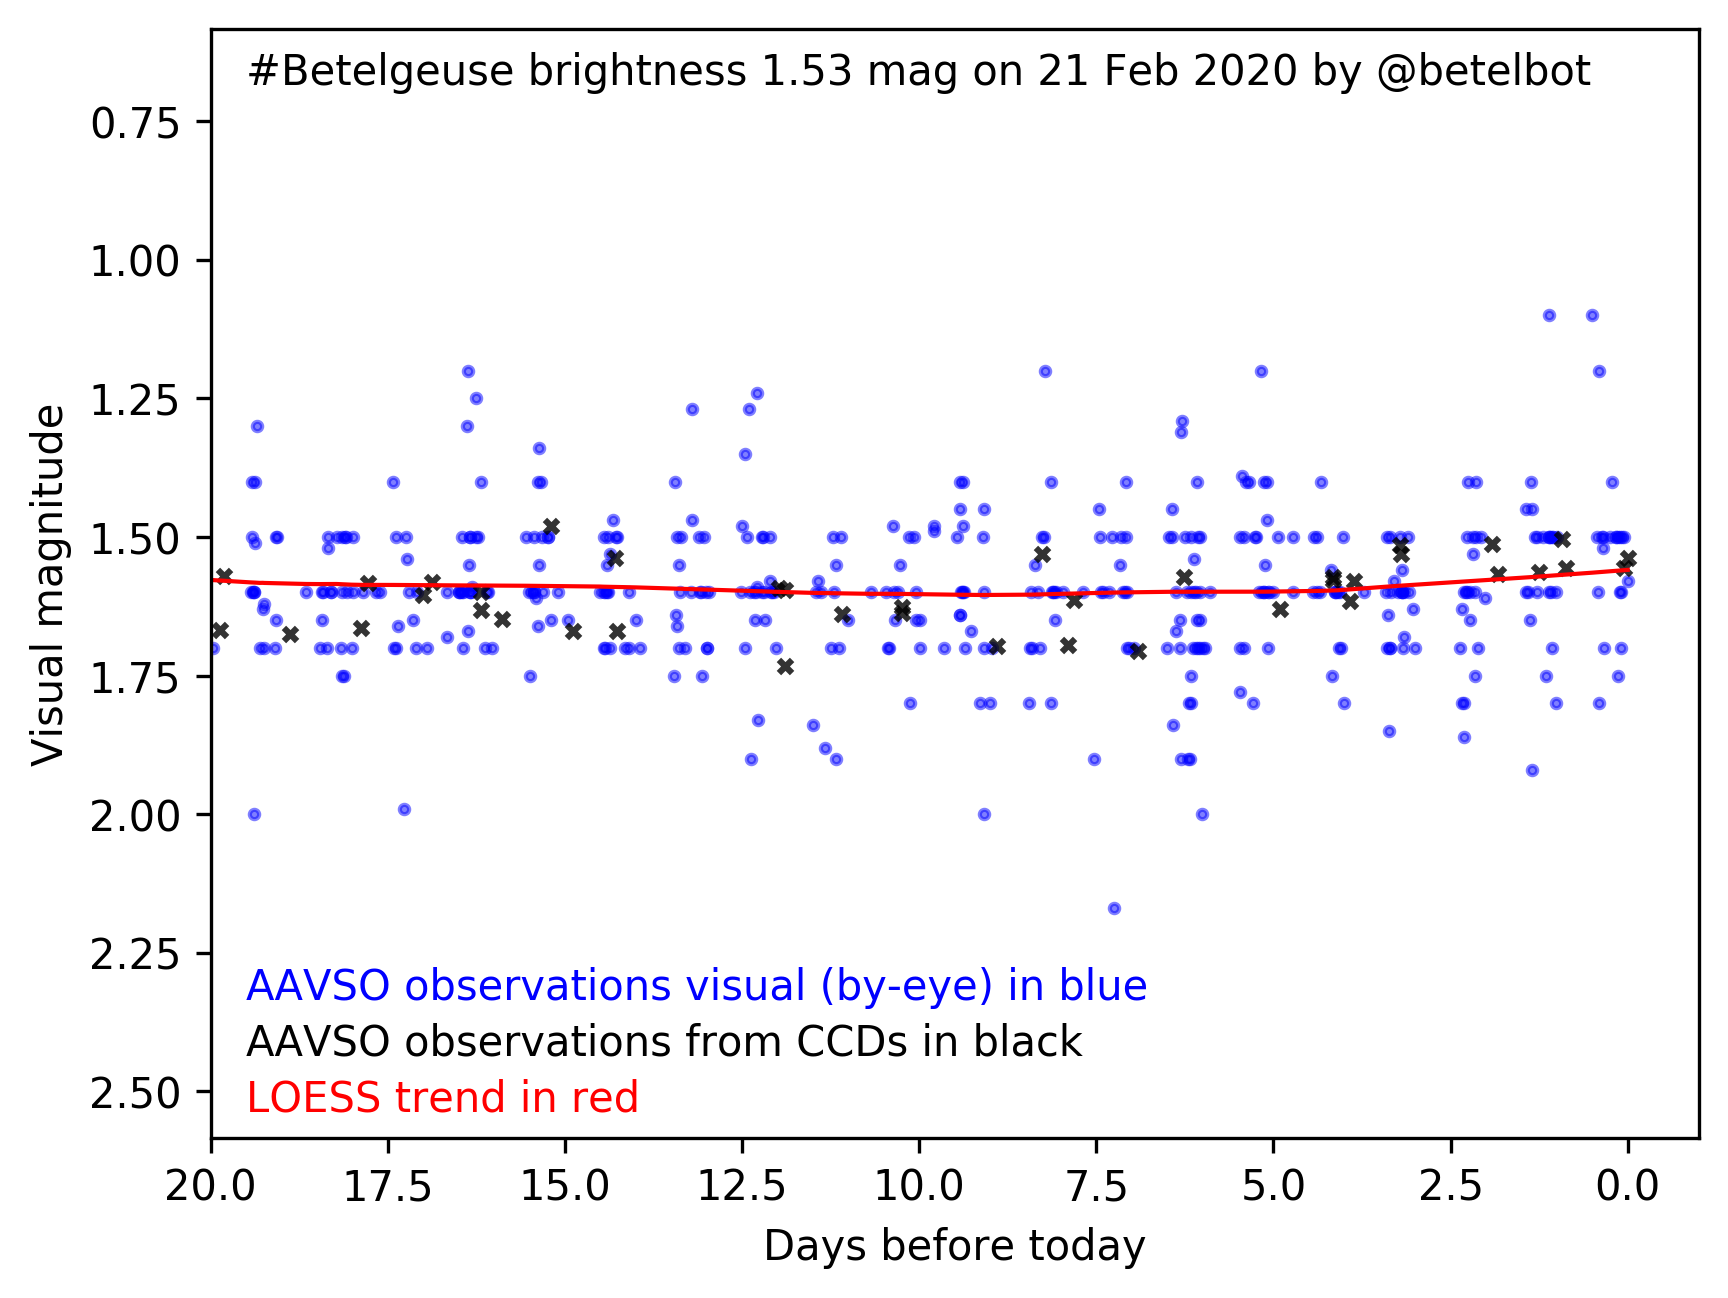 #Betelgeuse brightness 1.53 mag on 21 Feb 2020 by @betelbot
0.75
1.00
1.25
1.50
1.75
2.00
2.25
2.50
Visual magnitude
AAVSO observations visual (by-eye) in blue
AAVSO observations from CCDs in black
LOESS trend in red
20.0 17.5 15.0 12.5 10.0 7.5 5.0 2.5 0.0
Days before today